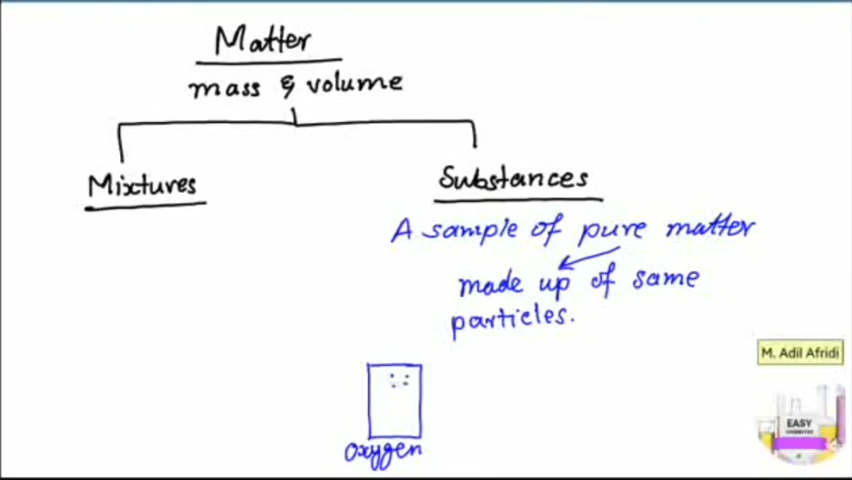 Matter
mass & volume
Mixtures
Substances
A sample of pure matter
made up of same
particles.
M. Adil Afridi
EASY
oxygen